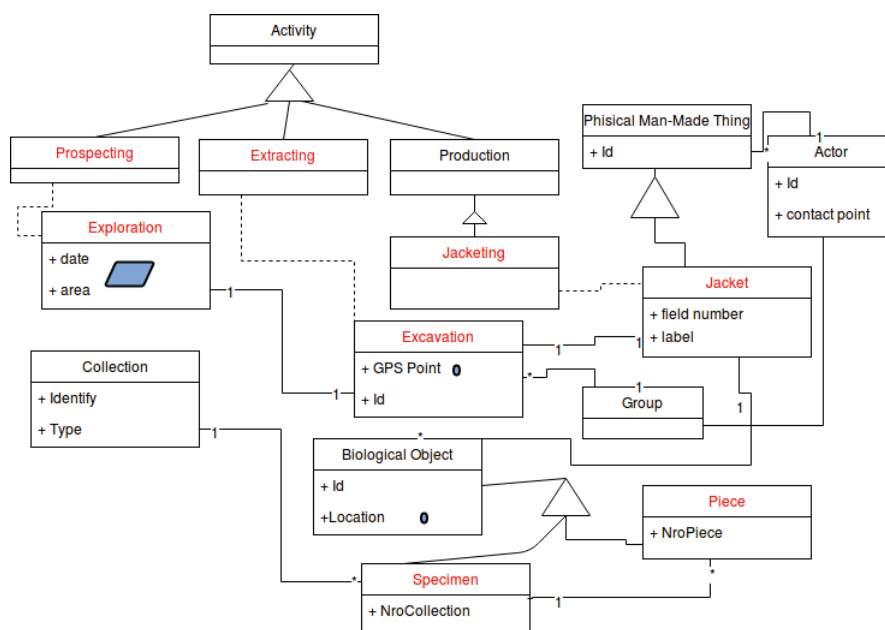 Activity
Phisical Man-Made Thing
+ Id
1
*
Actor
+ Id
+ contact point
Prospecting
Extracting
Production
Exploration
+ date
+ area
1
Jacketing
Jacket
+ field number
+ label
Excavation
+ GPS Point
+ Id
1
1
*
1
1
Group
1
Collection
+ Identify
+ Type
1
*
Biological Object
+ Id
+Location
Piece
+ NroPiece
*
*
Specimen
+ NroCollection
1